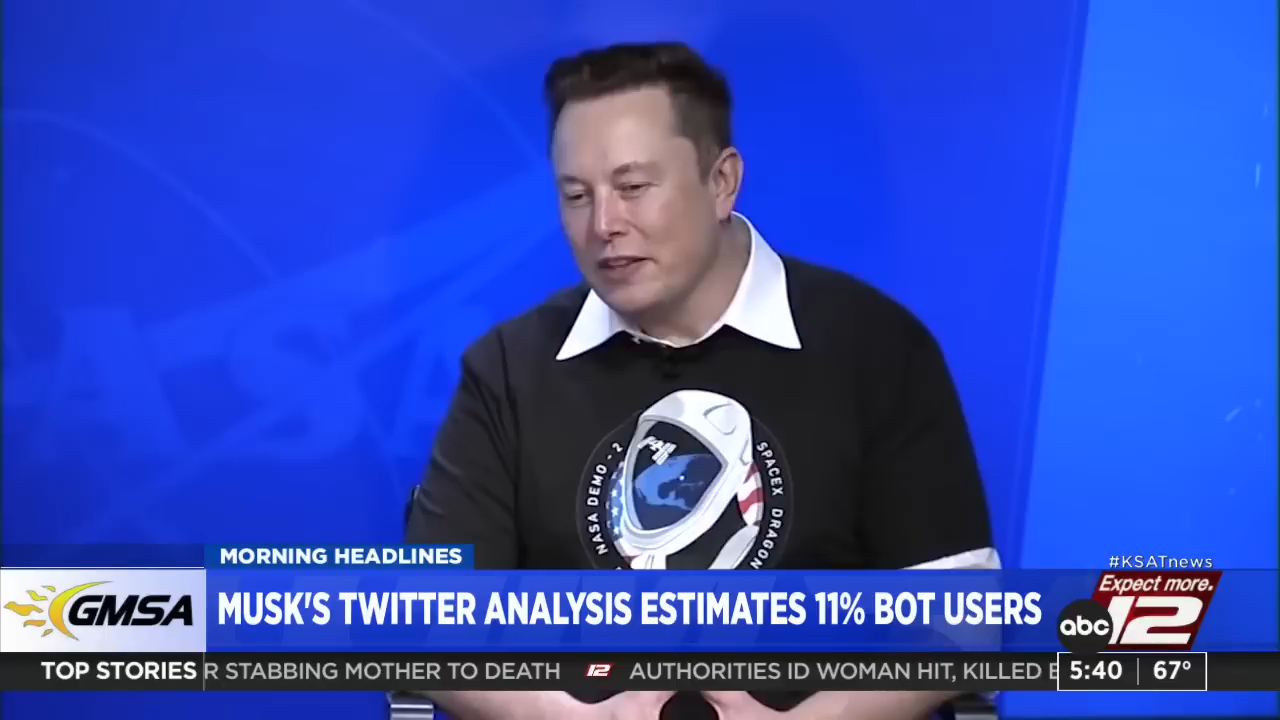 ASA
NASA DEMO - 2
SPACEX DRAGON
MORNING HEADLINES
#KSATnews
GMSA
MUSK'S TWITTER ANALYSIS ESTIMATES 11% BOT USERS
Expect more.
abc 12
TOP STORIES
R STABBING MOTHER TO DEATH 12 AUTHORITIES ID WOMAN HIT, KILLED
5:40 67°